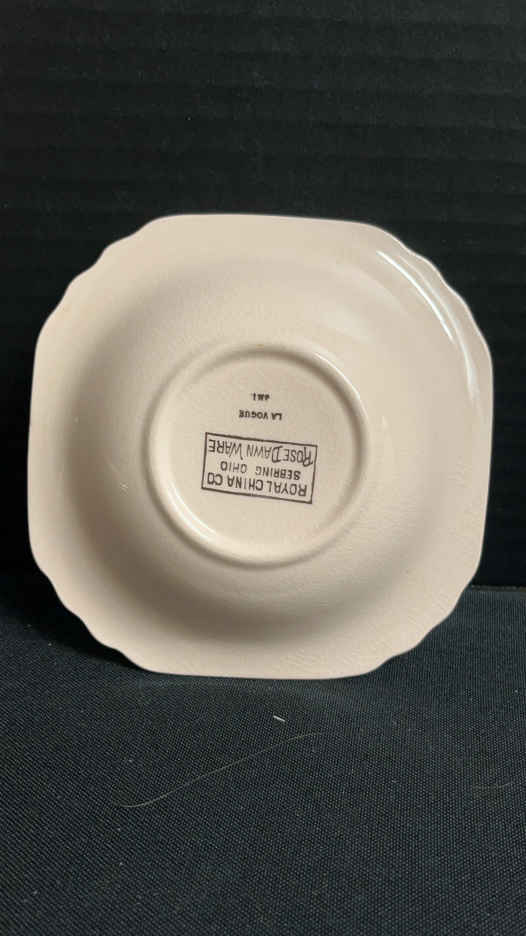 ROYAL CHINA CO
SEBRING OHIO
ROSE DAWN WARE
LA VOGUE